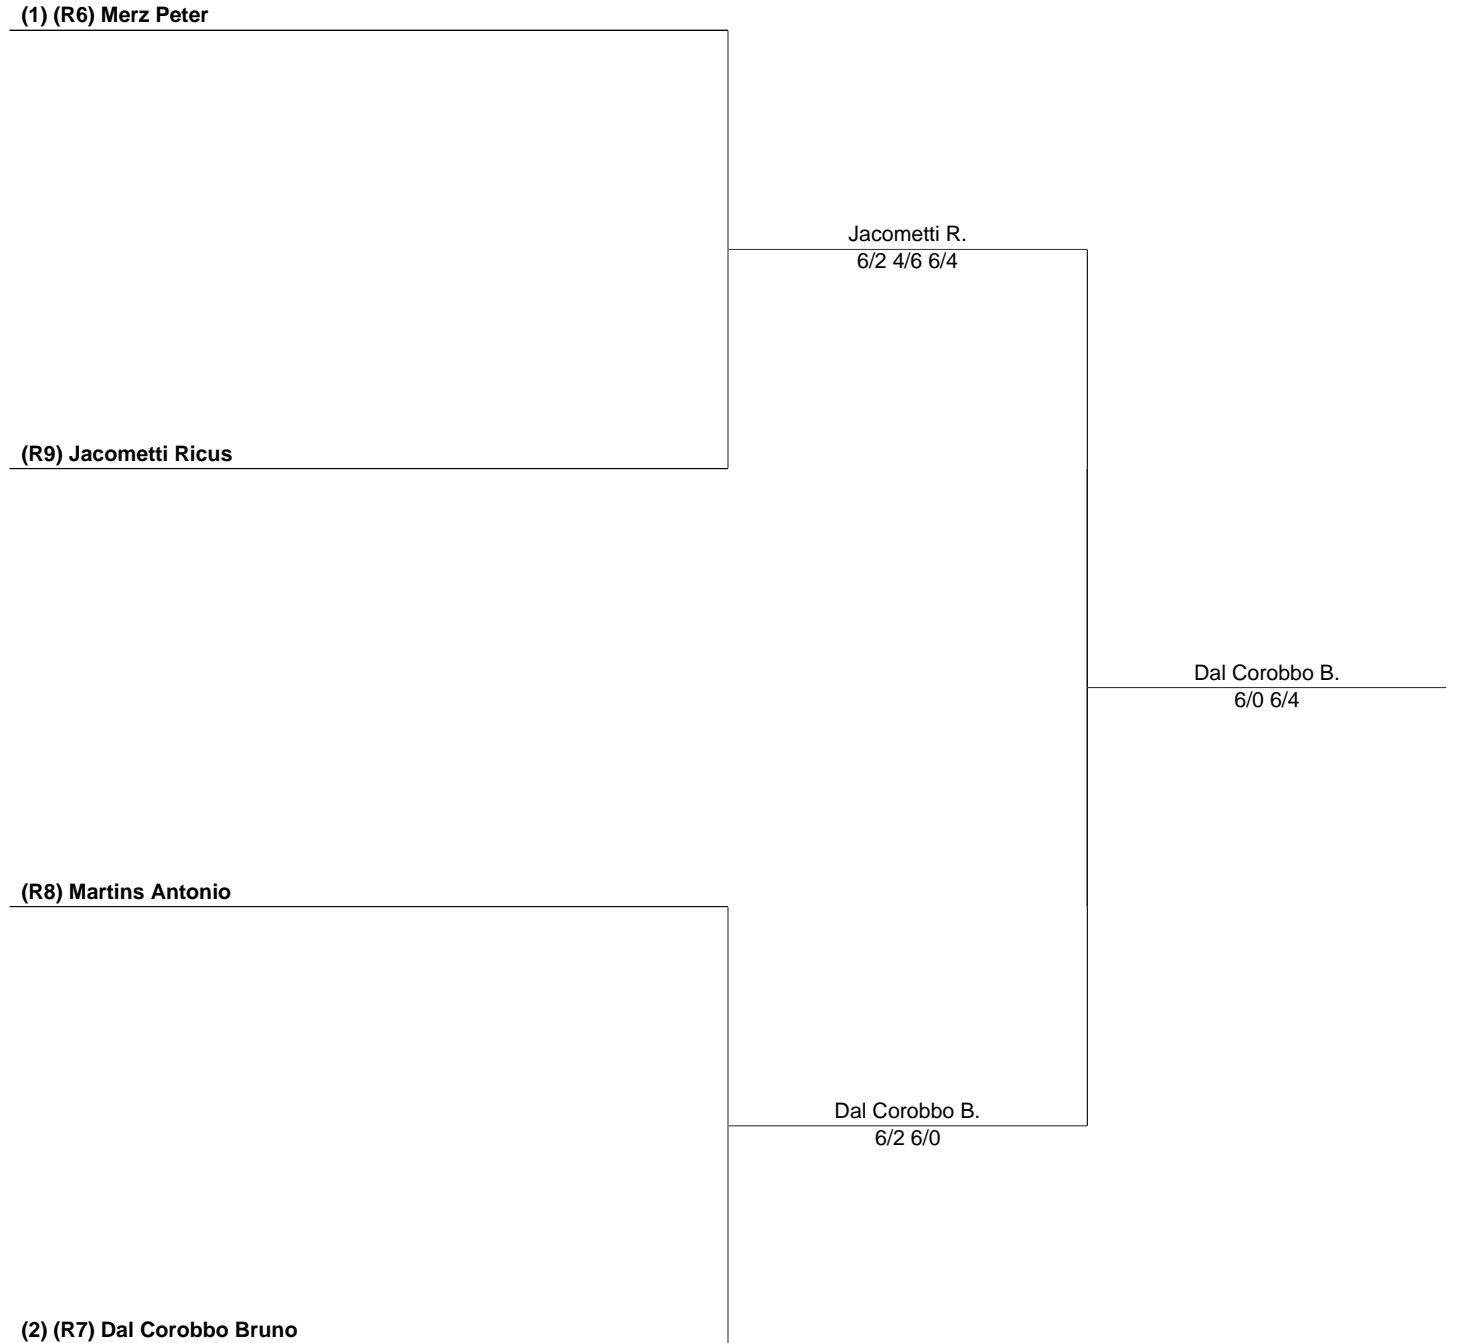 (1) (R6) Merz Peter
Jacometti R.
6/2 4/6 6/4
(R9) Jacometti Ricus
Dal Corobbo B.
6/0 6/4
(R8) Martins Antonio
Dal Corobbo B.
6/2 6/0
(2) (R7) Dal Corobbo Bruno